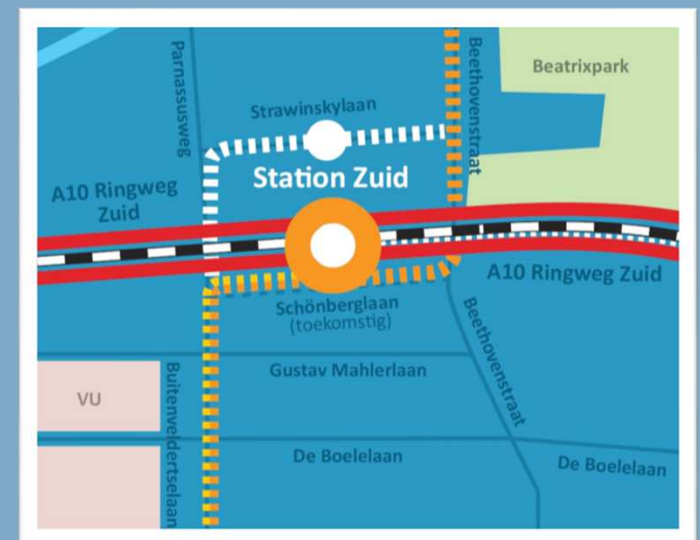 Parnassusweg
Beethovenstraat
Beatrixpark
Strawinskylaan
Station Zuid
A10 Ringweg
Zuid
A10 Ringweg Zuid
Schönberglaan
(toekomstig)
Beethovenstraat
Gustav Mahlerlaan
VU
Buitenveldertselaan
De Boelelaan
De Boelelaan